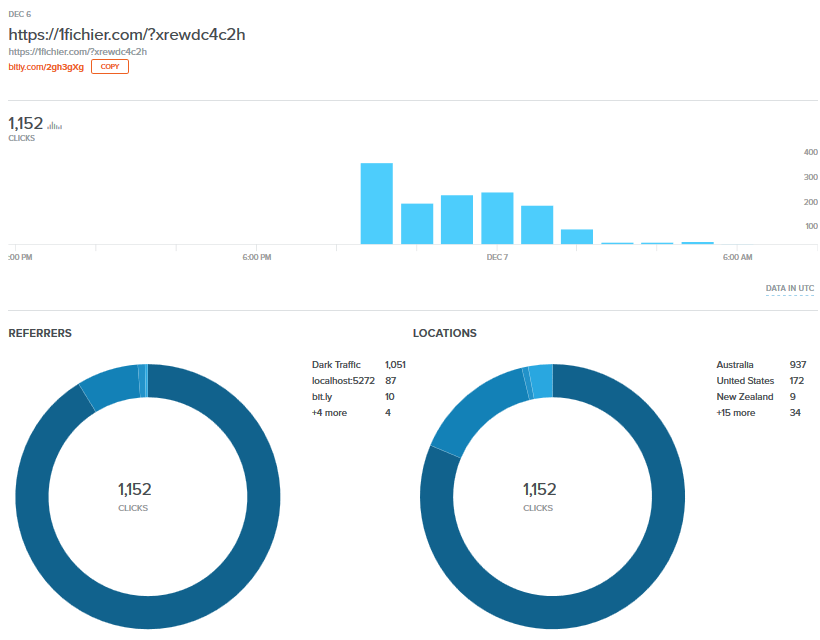 DEC 6
https://1fichier.com/?xrewdc4c2h
https://1fichier.com/?xrewdc4c2h
bitly.com/2gh3gXg COPY
1,152
CLICKS
400
300
200
100
:00 PM 6:00 PM DEC 7 6:00 AM
DATA IN UTC
REFERRERS
Dark Traffic 1,051
localhost:5272 87
bit.ly 10
+4 more 4
1,152
CLICKS
LOCATIONS
Australia 937
United States 172
New Zealand 9
+15 more 34
1,152
CLICKS